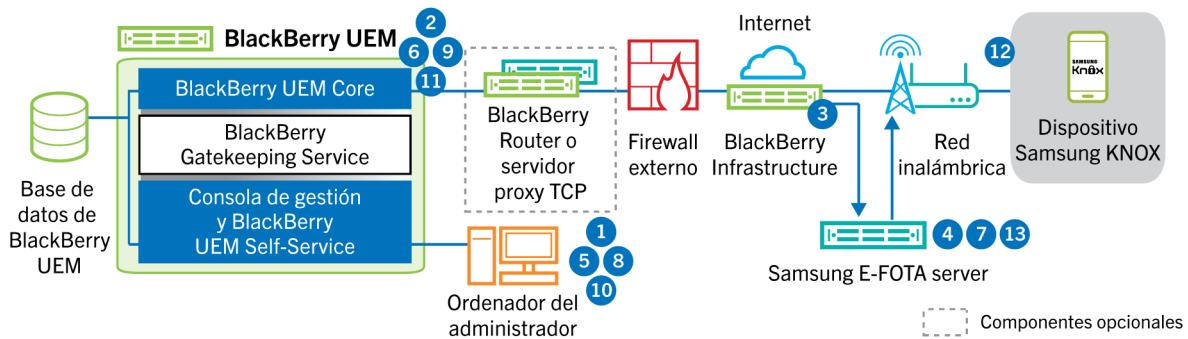 BlackBerry UEM
2
6
9
11
BlackBerry UEM Core
BlackBerry
Gatekeeping Service
Consola de gestión
y BlackBerry
UEM Self-Service
Base de
datos de
BlackBerry
UEM
BlackBerry
Router o
servidor
proxy TCP
1
5
8
10
Ordenador del
administrador
Firewall
externo
Internet
3
BlackBerry
Infrastructure
Red
inalámbrica
12
SAMSUNG
Knox
Dispositivo
Samsung KNOX
4
7
13
Samsung E-FOTA server
Componentes opcionales